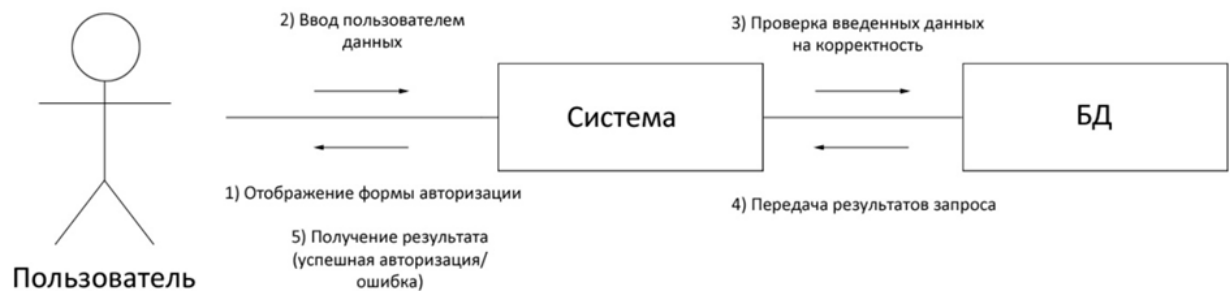 2) Ввод пользователем
данных
3) Проверка введенных данных
на корректность
Система
БД
1) Отображение формы авторизации
4) Передача результатов запроса
5) Получение результата
(успешная авторизация/
ошибка)
Пользователь